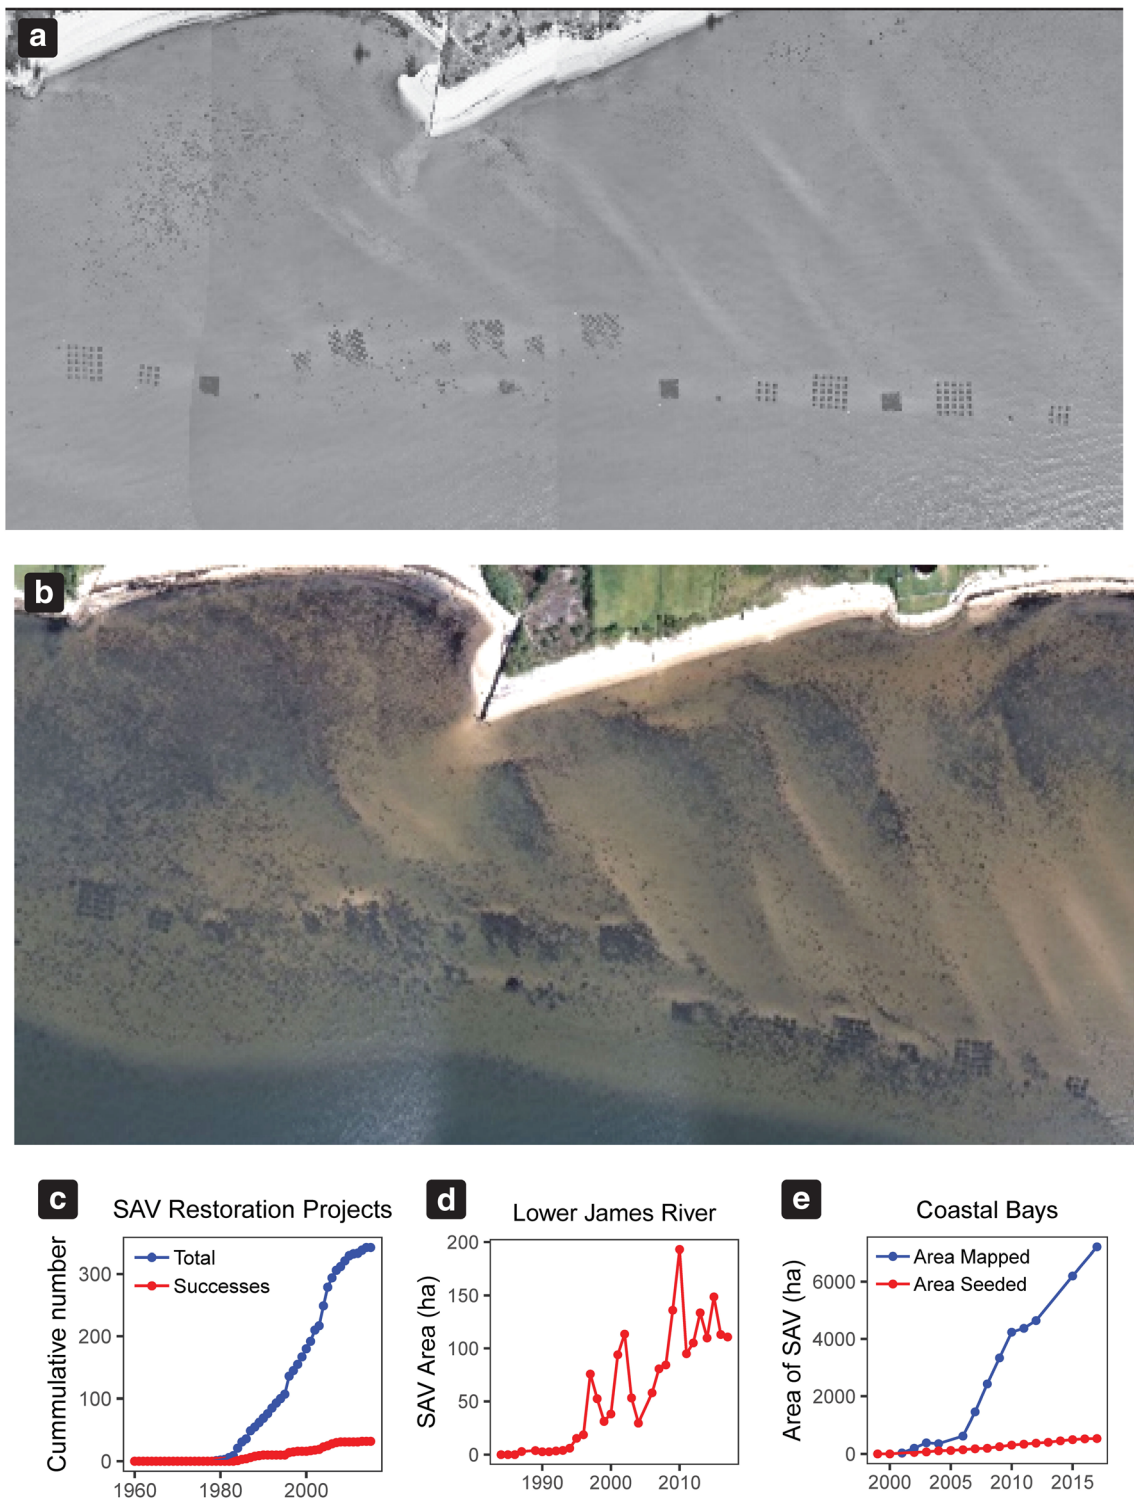 a
b
c
SAV Restoration Projects
Cummulative number
300
200
100
0
Total
Successes
1960
1980
2000
d
Lower James River
SAV Area (ha)
200
150
100
50
0
1990
2000
2010
e
Coastal Bays
Area of SAV (ha)
6000
4000
2000
0
Area Mapped
Area Seeded
2000
2005
2010
2015